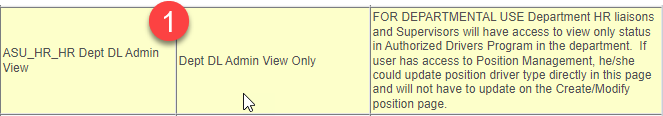 1
ASU_HR_HR Dept DL Admin
View
Dept DL Admin View Only
FOR DEPARTMENTAL USE Department HR liaisons
and Supervisors will have access to view only status
in Authorized Drivers Program in the department.  If
user has access to Position Management, he/she
could update position driver type directly in this page
and will not have to update on the Create/Modify
position page.